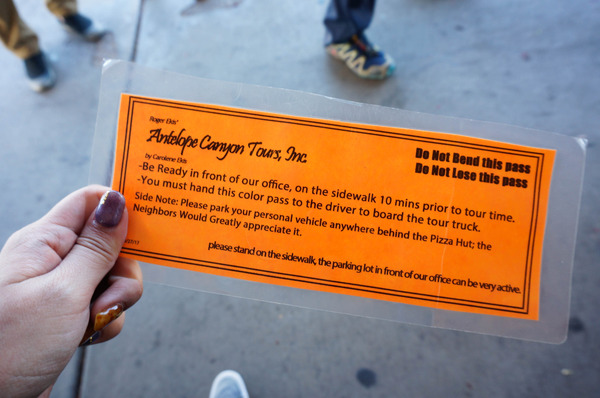 Roger Ekis'
Antelope Canyon Tours, Inc.
by Carolene Ekis
Do Not Bend this pass
Do Not Lose this pass
-Be Ready in front of our office, on the sidewalk 10 mins prior to tour time.
-You must hand this color pass to the driver to board the tour truck.
Side Note: Please park your personal vehicle anywhere behind the Pizza Hut; the
Neighbors Would Greatly appreciate it.
please stand on the sidewalk, the parking lot in front of our office can be very active.